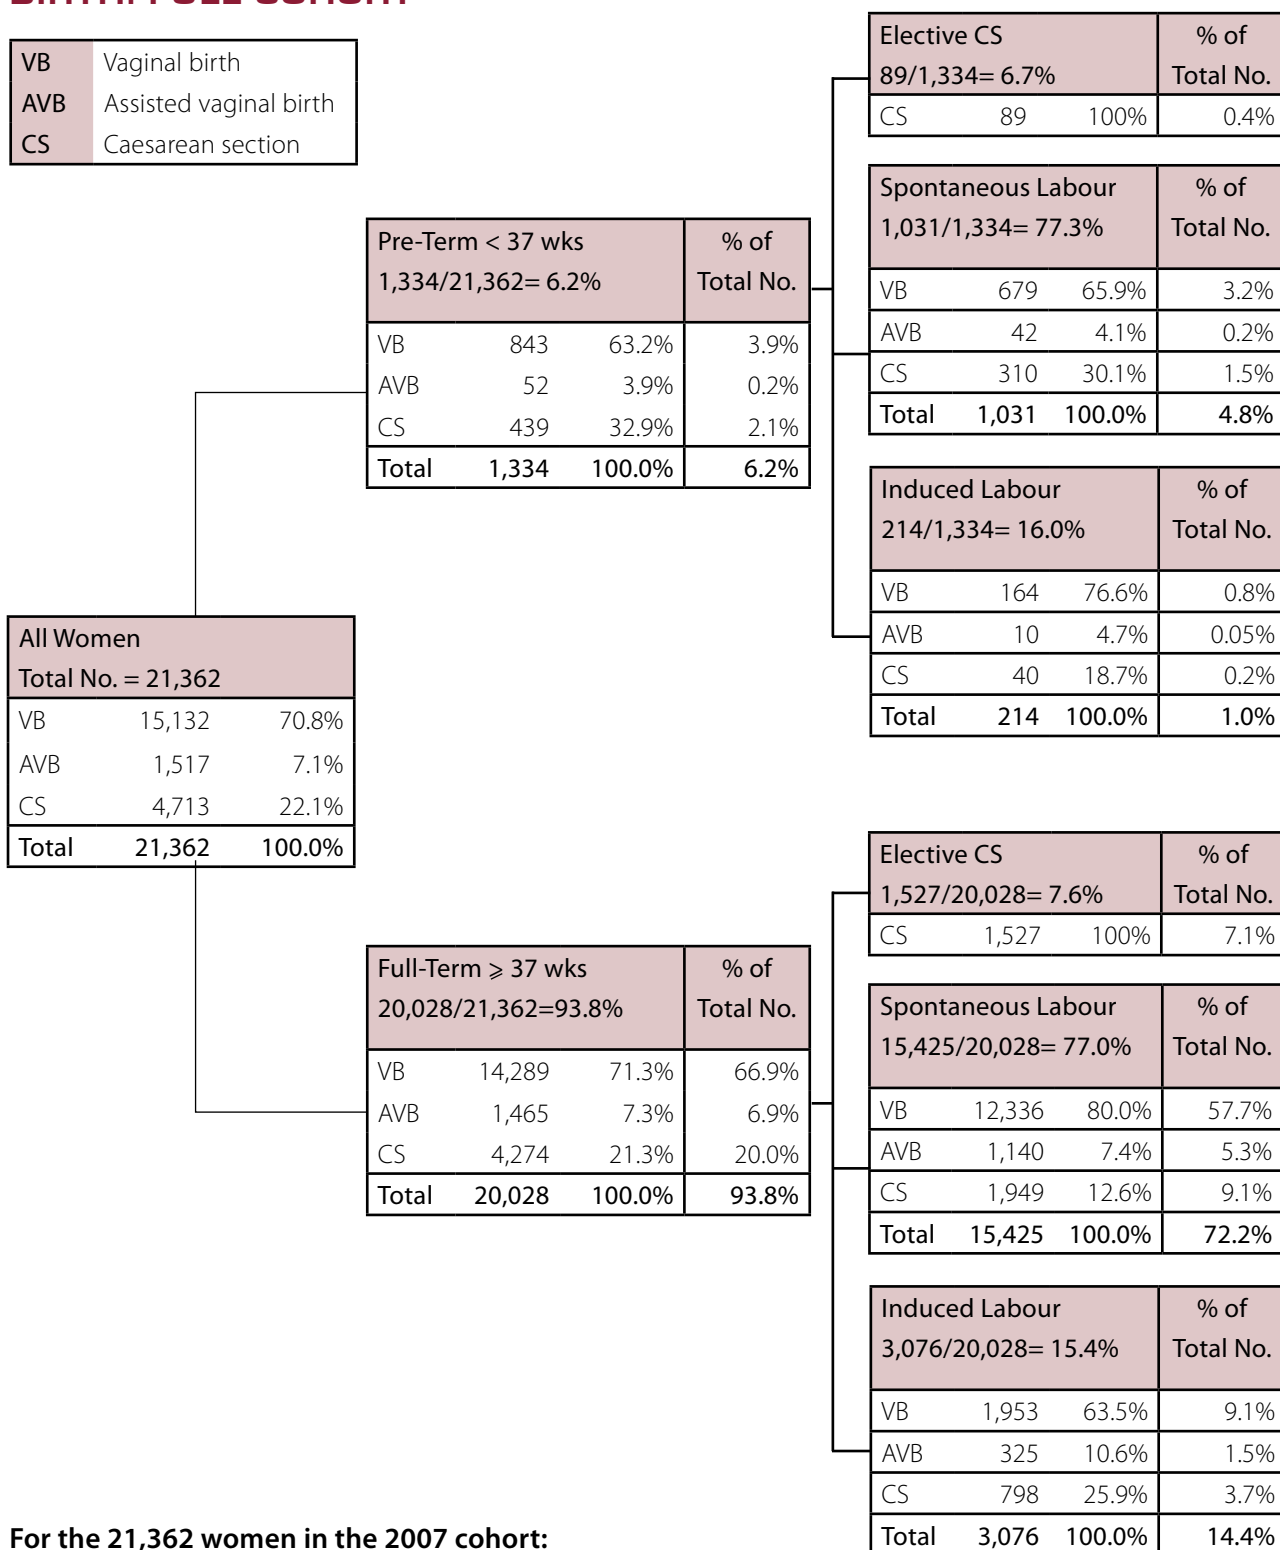 VB Vaginal birth
AVB Assisted vaginal birth
CS Caesarean section
Elective CS % of
89/1,334= 6.7% Total No.
CS 89 100% 0.4%
Spontaneous Labour % of
1,031/1,334= 77.3% Total No.
VB 679 65.9% 3.2%
AVB 42 4.1% 0.2%
CS 310 30.1% 1.5%
Total 1,031 100.0% 4.8%
Pre-Term < 37 wks % of
1,334/21,362= 6.2% Total No.
VB 843 63.2% 3.9%
AVB 52 3.9% 0.2%
CS 439 32.9% 2.1%
Total 1,334 100.0% 6.2%
Induced Labour % of
214/1,334= 16.0% Total No.
VB 164 76.6% 0.8%
AVB 10 4.7% 0.05%
CS 40 18.7% 0.2%
Total 214 100.0% 1.0%
All Women
Total No. = 21,362
VB 15,132 70.8%
AVB 1,517 7.1%
CS 4,713 22.1%
Total 21,362 100.0%
Elective CS % of
1,527/20,028= 7.6% Total No.
CS 1,527 100% 7.1%
Full-Term ⩾ 37 wks % of
20,028/21,362=93.8% Total No.
VB 14,289 71.3% 66.9%
AVB 1,465 7.3% 6.9%
CS 4,274 21.3% 20.0%
Total 20,028 100.0% 93.8%
Spontaneous Labour % of
15,425/20,028= 77.0% Total No.
VB 12,336 80.0% 57.7%
AVB 1,140 7.4% 5.3%
CS 1,949 12.6% 9.1%
Total 15,425 100.0% 72.2%
Induced Labour % of
3,076/20,028= 15.4% Total No.
VB 1,953 63.5% 9.1%
AVB 325 10.6% 1.5%
CS 798 25.9% 3.7%
Total 3,076 100.0% 14.4%
For the 21,362 women in the 2007 cohort: